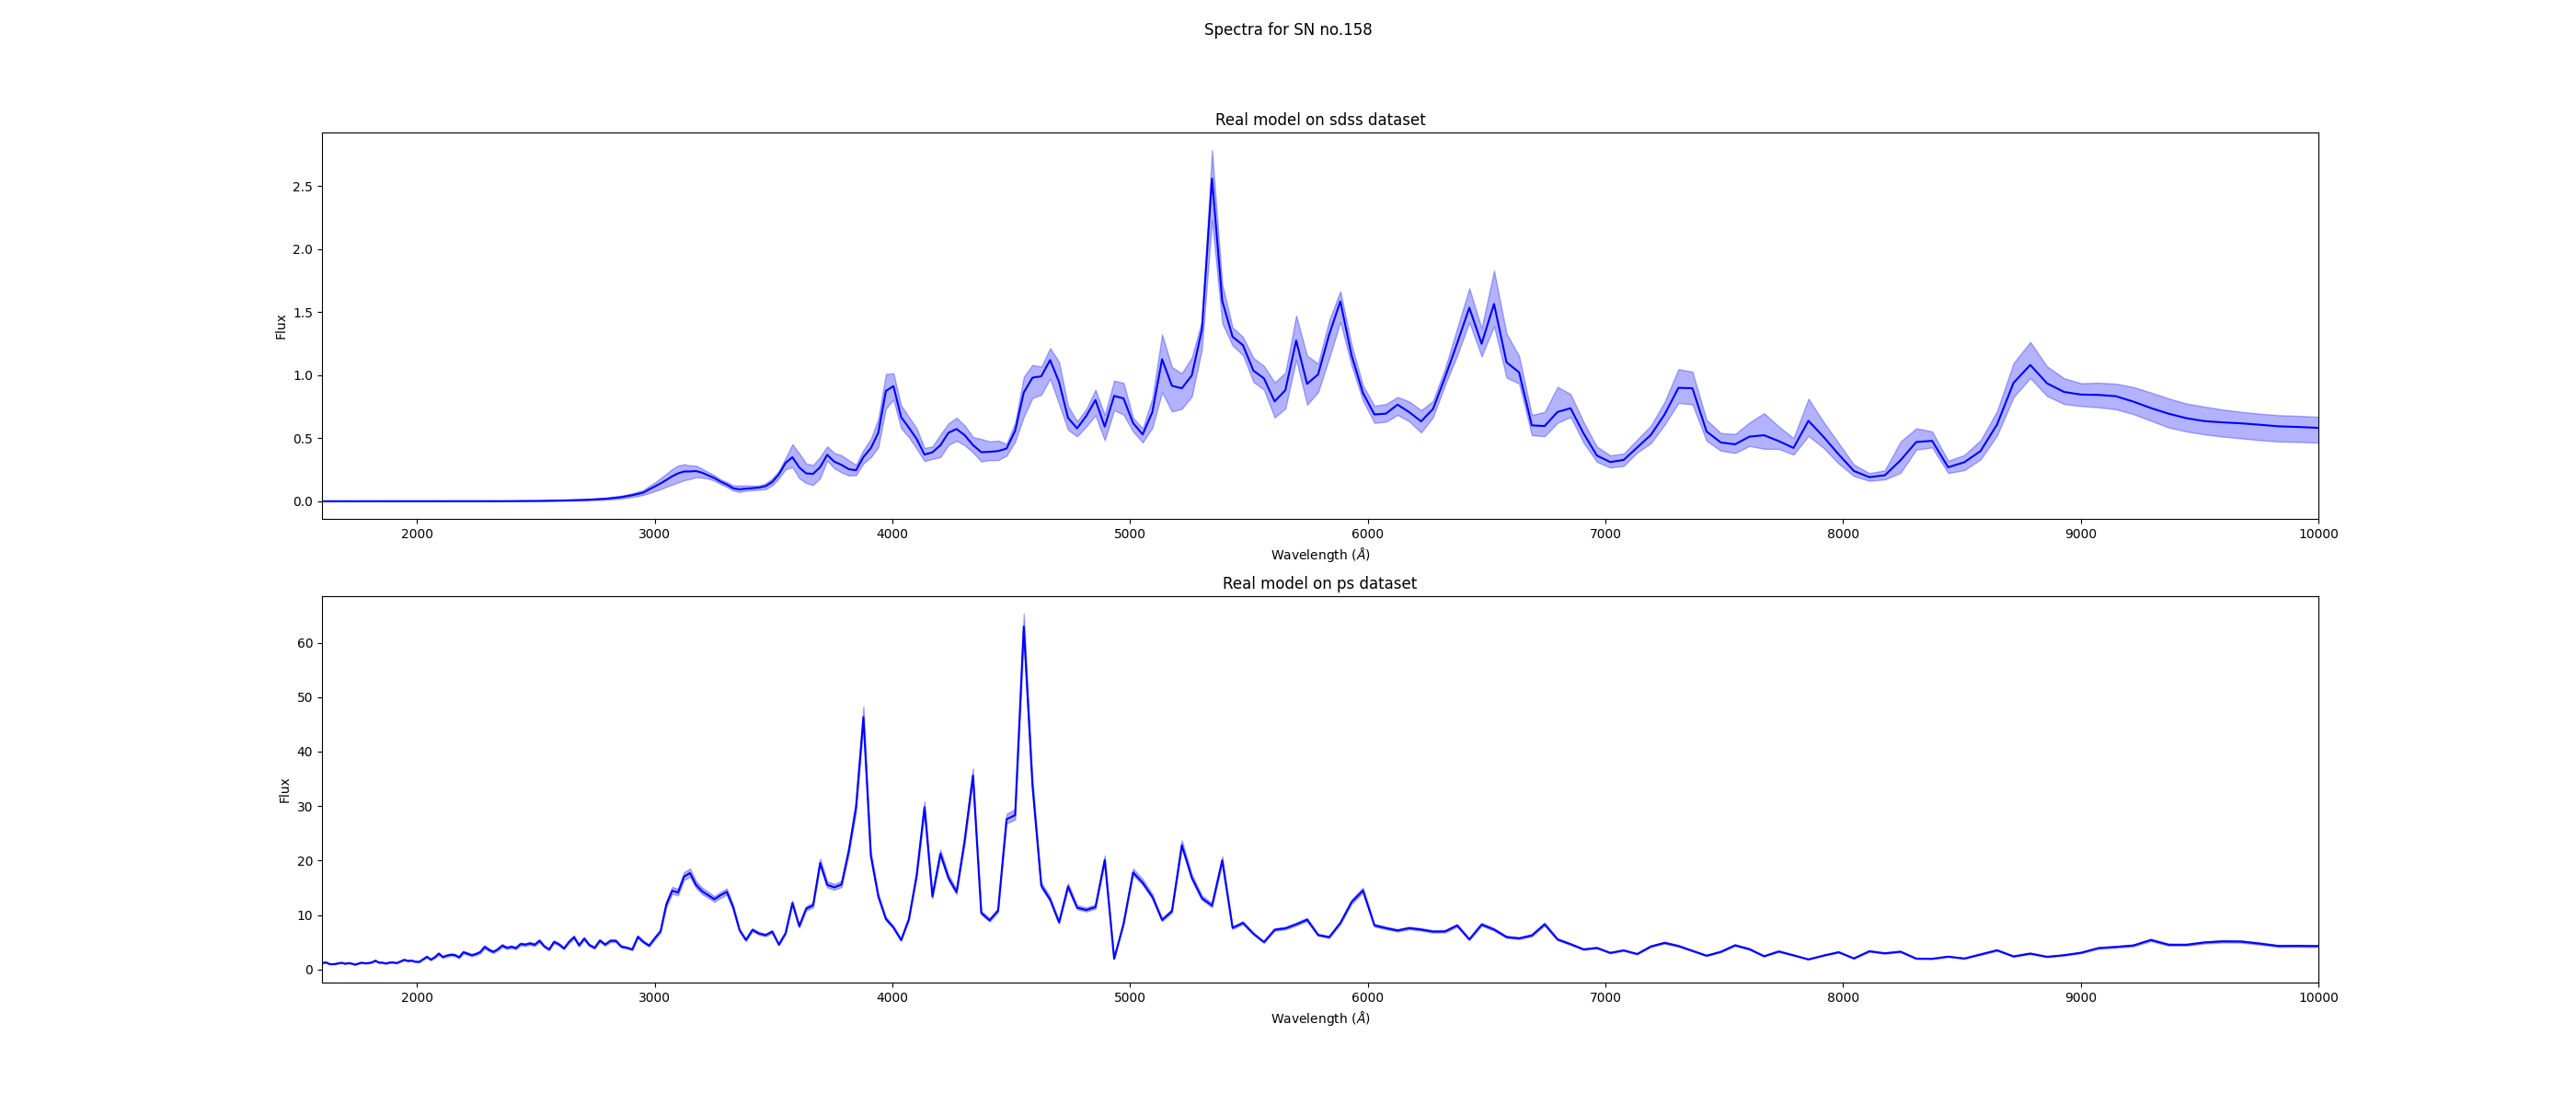 Spectra for SN no.158
Real model on sdss dataset
2.5
2.0
1.5
1.0
0.5
0.0
Flux
2000 3000 4000 5000 6000 7000 8000 9000 10000
Wavelength (Å)
Real model on ps dataset
60
50
40
30
20
10
0
Flux
2000 3000 4000 5000 6000 7000 8000 9000 10000
Wavelength (Å)